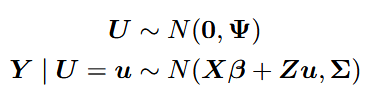 U ∼ N(0, Ψ)
Y | U = u ∼ N(Xβ + Zu, Σ)